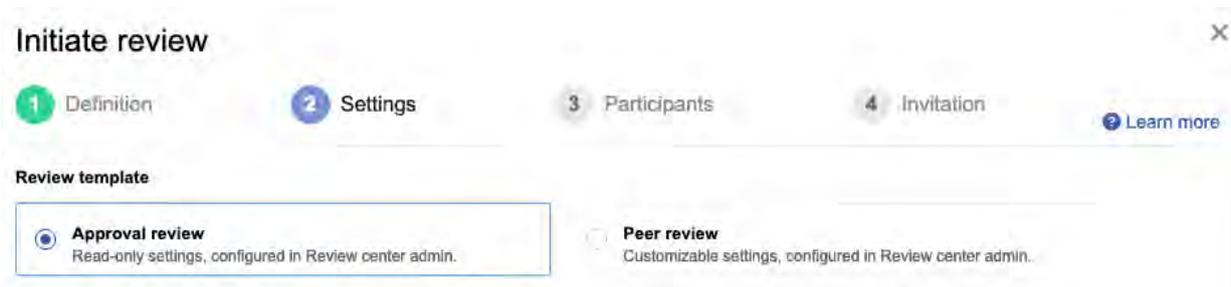 Initiate review
1 Definition 2 Settings 3 Participants 4 Invitation
? Learn more
Review template
Approval review
Read-only settings, configured in Review center admin.
Peer review
Customizable settings, configured in Review center admin.